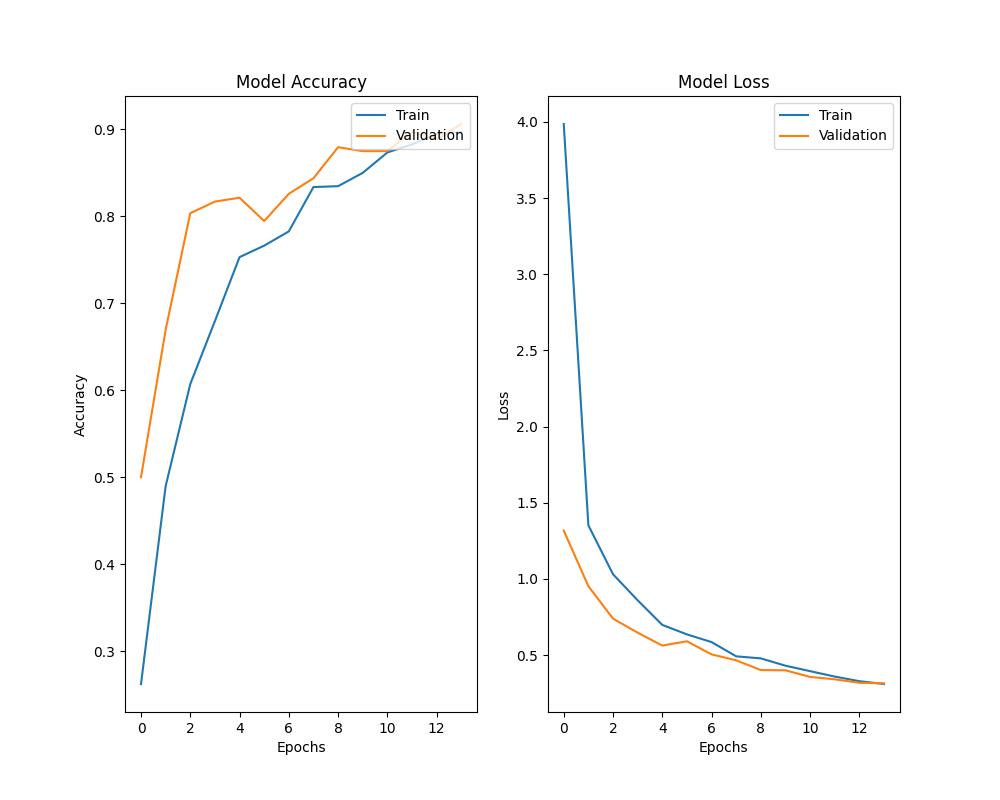 Model Accuracy
Train
Validation
0.9
0.8
0.7
0.6
0.5
0.4
0.3
Accuracy
0 2 4 6 8 10 12
Epochs
Model Loss
Train
Validation
4.0
3.5
3.0
2.5
2.0
1.5
1.0
0.5
Loss
0 2 4 6 8 10 12
Epochs